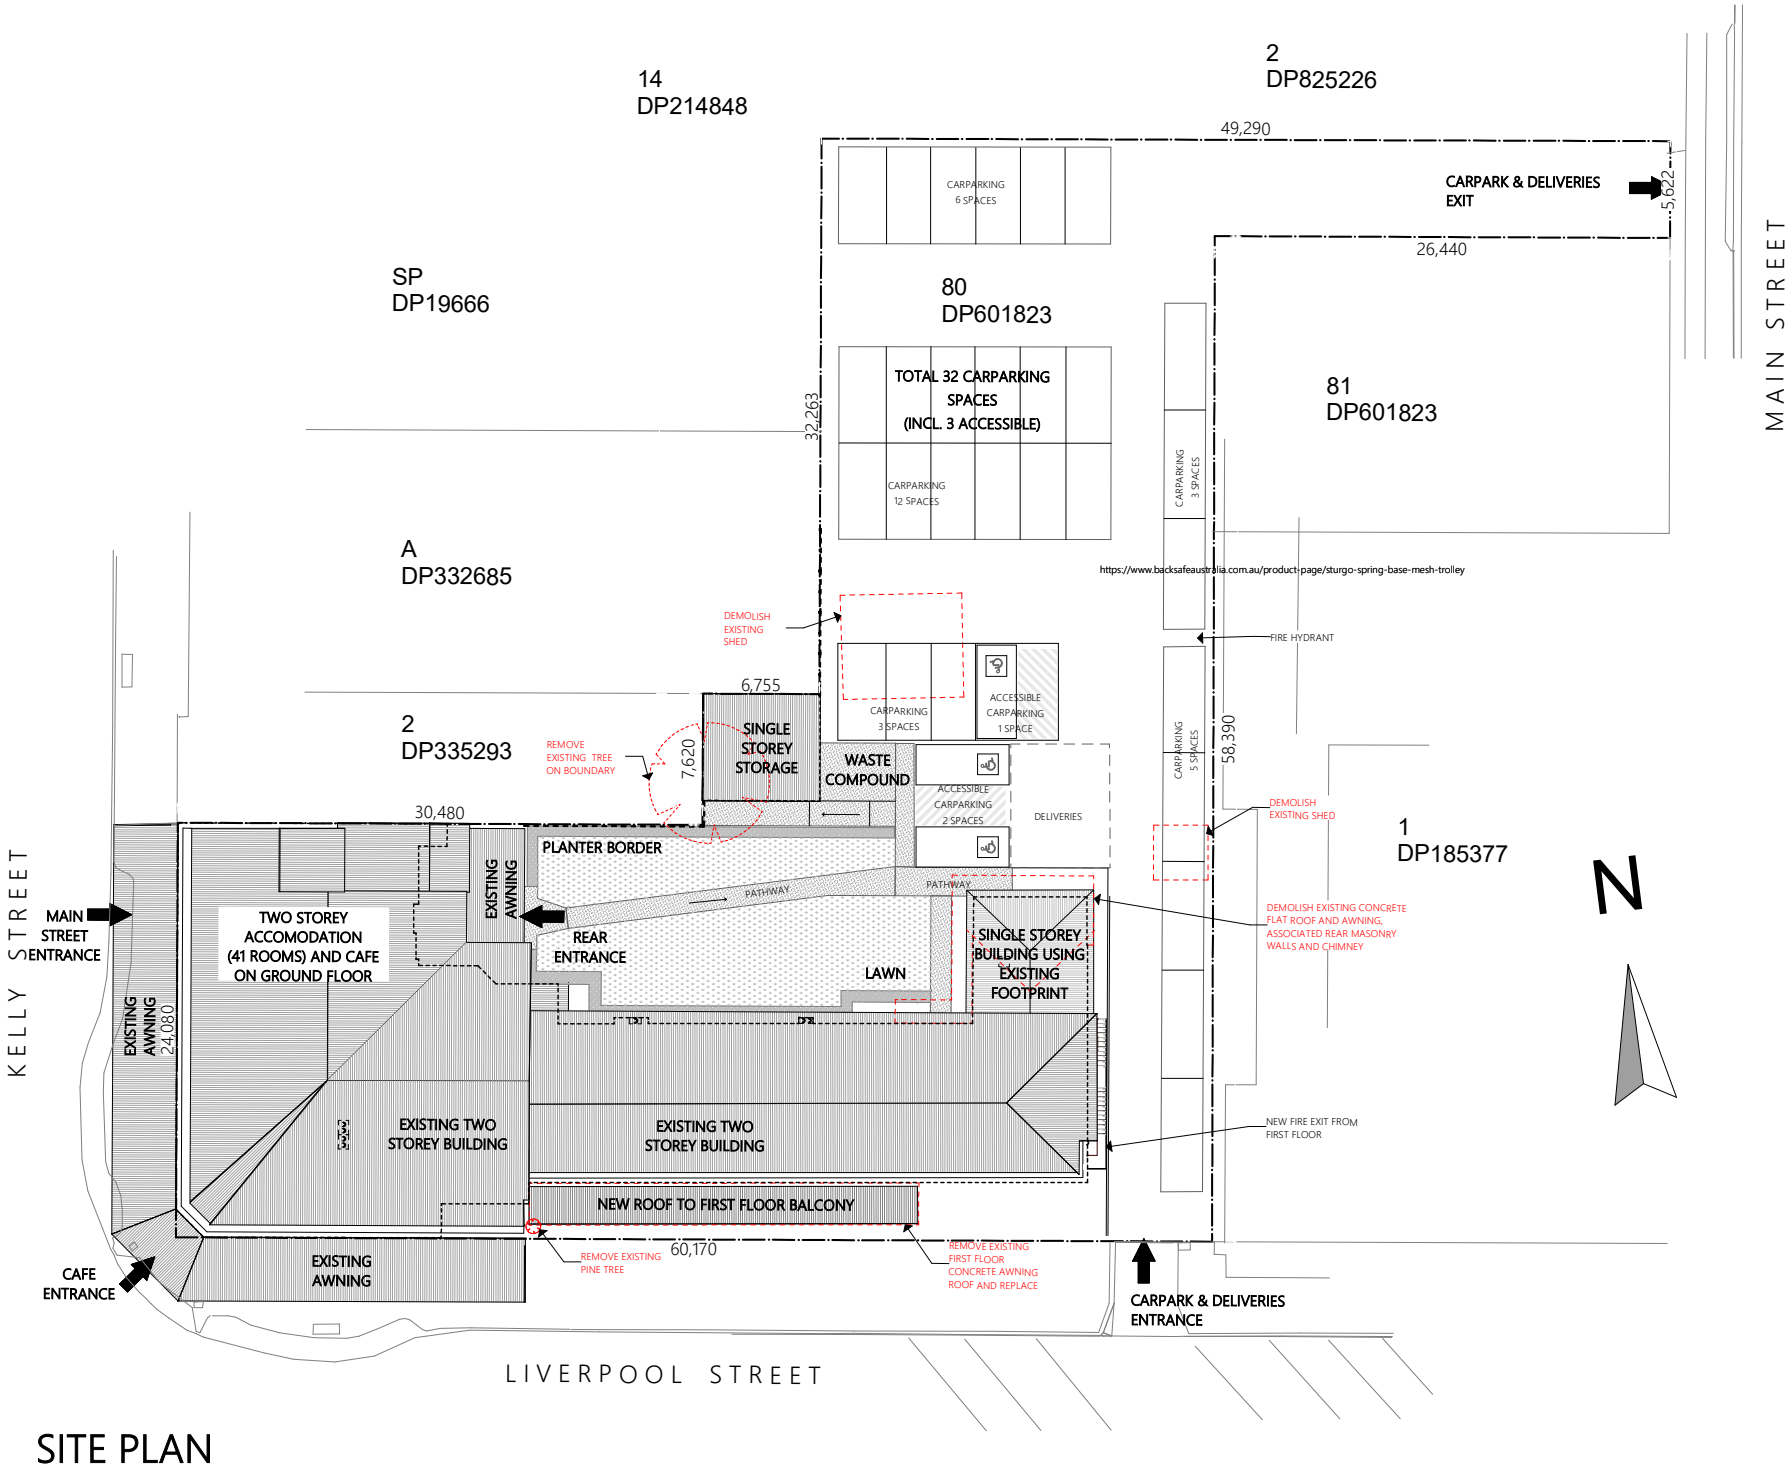 14
DP214848
2
DP825226
49,290
CARPARK & DELIVERIES
EXIT
5,622
MAIN STREET
CARPARKING
6 SPACES
26,440
SP
DP19666
80
DP601823
81
DP601823
TOTAL 32 CARPARKING
SPACES
(INCL. 3 ACCESSIBLE)
32,263
CARPARKING
12 SPACES
CARPARKING
3 SPACES
A
DP332685
https://www.backsafeaustralia.com.au/product-page/sturgo-spring-base-mesh-trolley
DEMOLISH
EXISTING
SHED
FIRE HYDRANT
6,755
ACCESSIBLE
CARPARKING
1 SPACE
CARPARKING
3 SPACES
2
DP335293
REMOVE
EXISTING TREE
ON BOUNDARY
7,620
SINGLE
STOREY
STORAGE
WASTE
COMPOUND
CARPARKING
5 SPACES
58,390
ACCESSIBLE
CARPARKING
2 SPACES
DELIVERIES
DEMOLISH
EXISTING SHED
1
DP185377
30,480
PLANTER BORDER
EXISTING
AWNING
PATHWAY
PATHWAY
N
KELLY STREET
MAIN
STREET
ENTRANCE
TWO STOREY
ACCOMODATION
(41 ROOMS) AND CAFE
ON GROUND FLOOR
REAR
ENTRANCE
LAWN
SINGLE STOREY
BUILDING USING
EXISTING
FOOTPRINT
DEMOLISH EXISTING CONCRETE
FLAT ROOF AND AWNING,
ASSOCIATED REAR MASONRY
WALLS AND CHIMNEY
EXISTING
AWNING
24,080
EXISTING TWO
STOREY BUILDING
EXISTING TWO
STOREY BUILDING
NEW FIRE EXIT FROM
FIRST FLOOR
NEW ROOF TO FIRST FLOOR BALCONY
60,170
REMOVE EXISTING
PINE TREE
REMOVE EXISTING
FIRST FLOOR
CONCRETE AWNING
ROOF AND REPLACE
EXISTING
AWNING
CAFE
ENTRANCE
CARPARK & DELIVERIES
ENTRANCE
LIVERPOOL STREET
SITE PLAN